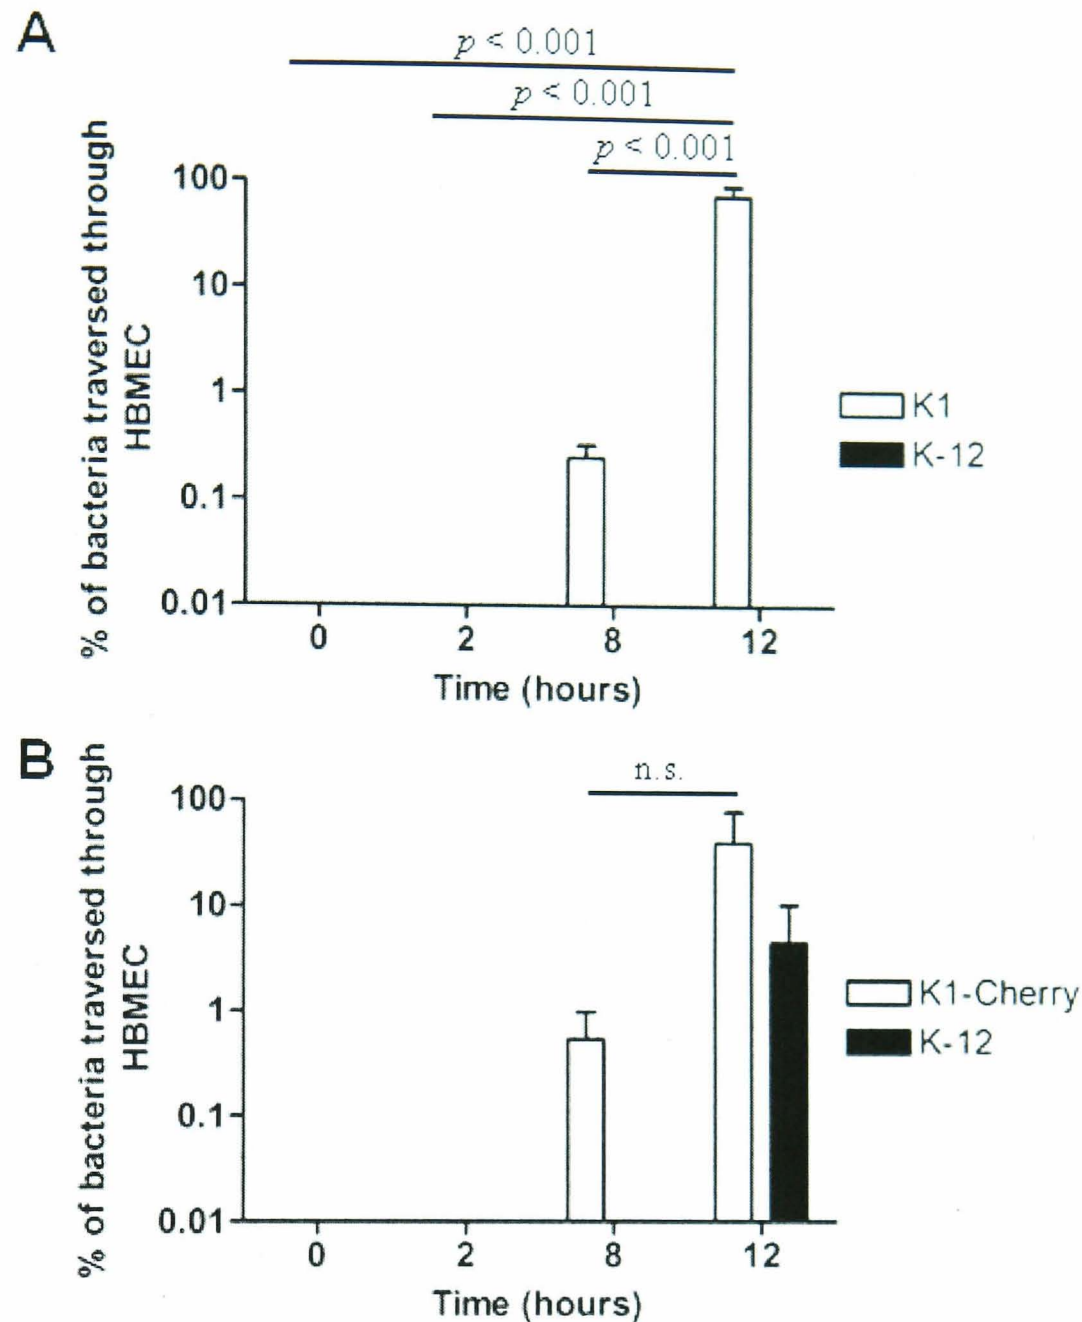 A
p < 0.001
p < 0.001
p < 0.001
% of bacteria traversed through
HBMEC
100
10
1
0.1
0.01
0 2 8 12
Time (hours)
K1
K-12
B
n.s.
% of bacteria traversed through
HBMEC
100
10
1
0.1
0.01
0 2 8 12
Time (hours)
K1-Cherry
K-12